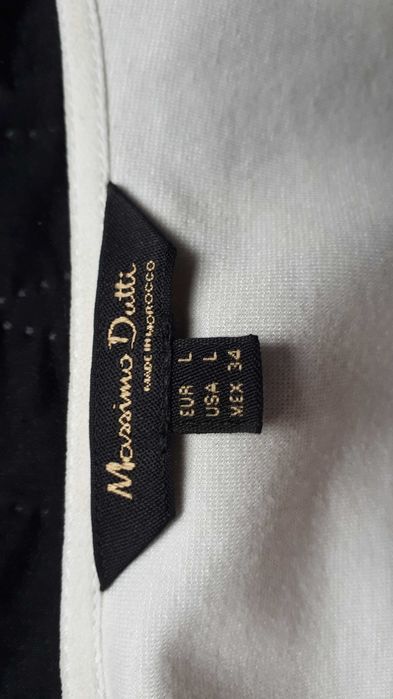 Massimo Dutti
MADE IN MOROCCO
EUR L
USA L
MEX 34